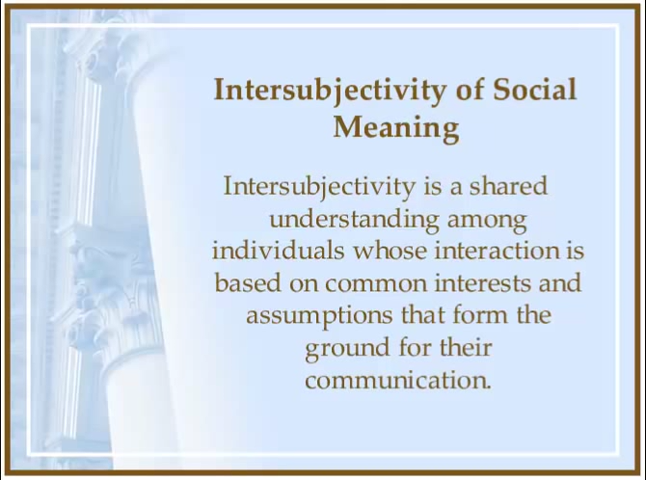 Intersubjectivity of Social
Meaning
Intersubjectivity is a shared
understanding among
individuals whose interaction is
based on common interests and
assumptions that form the
ground for their
communication.